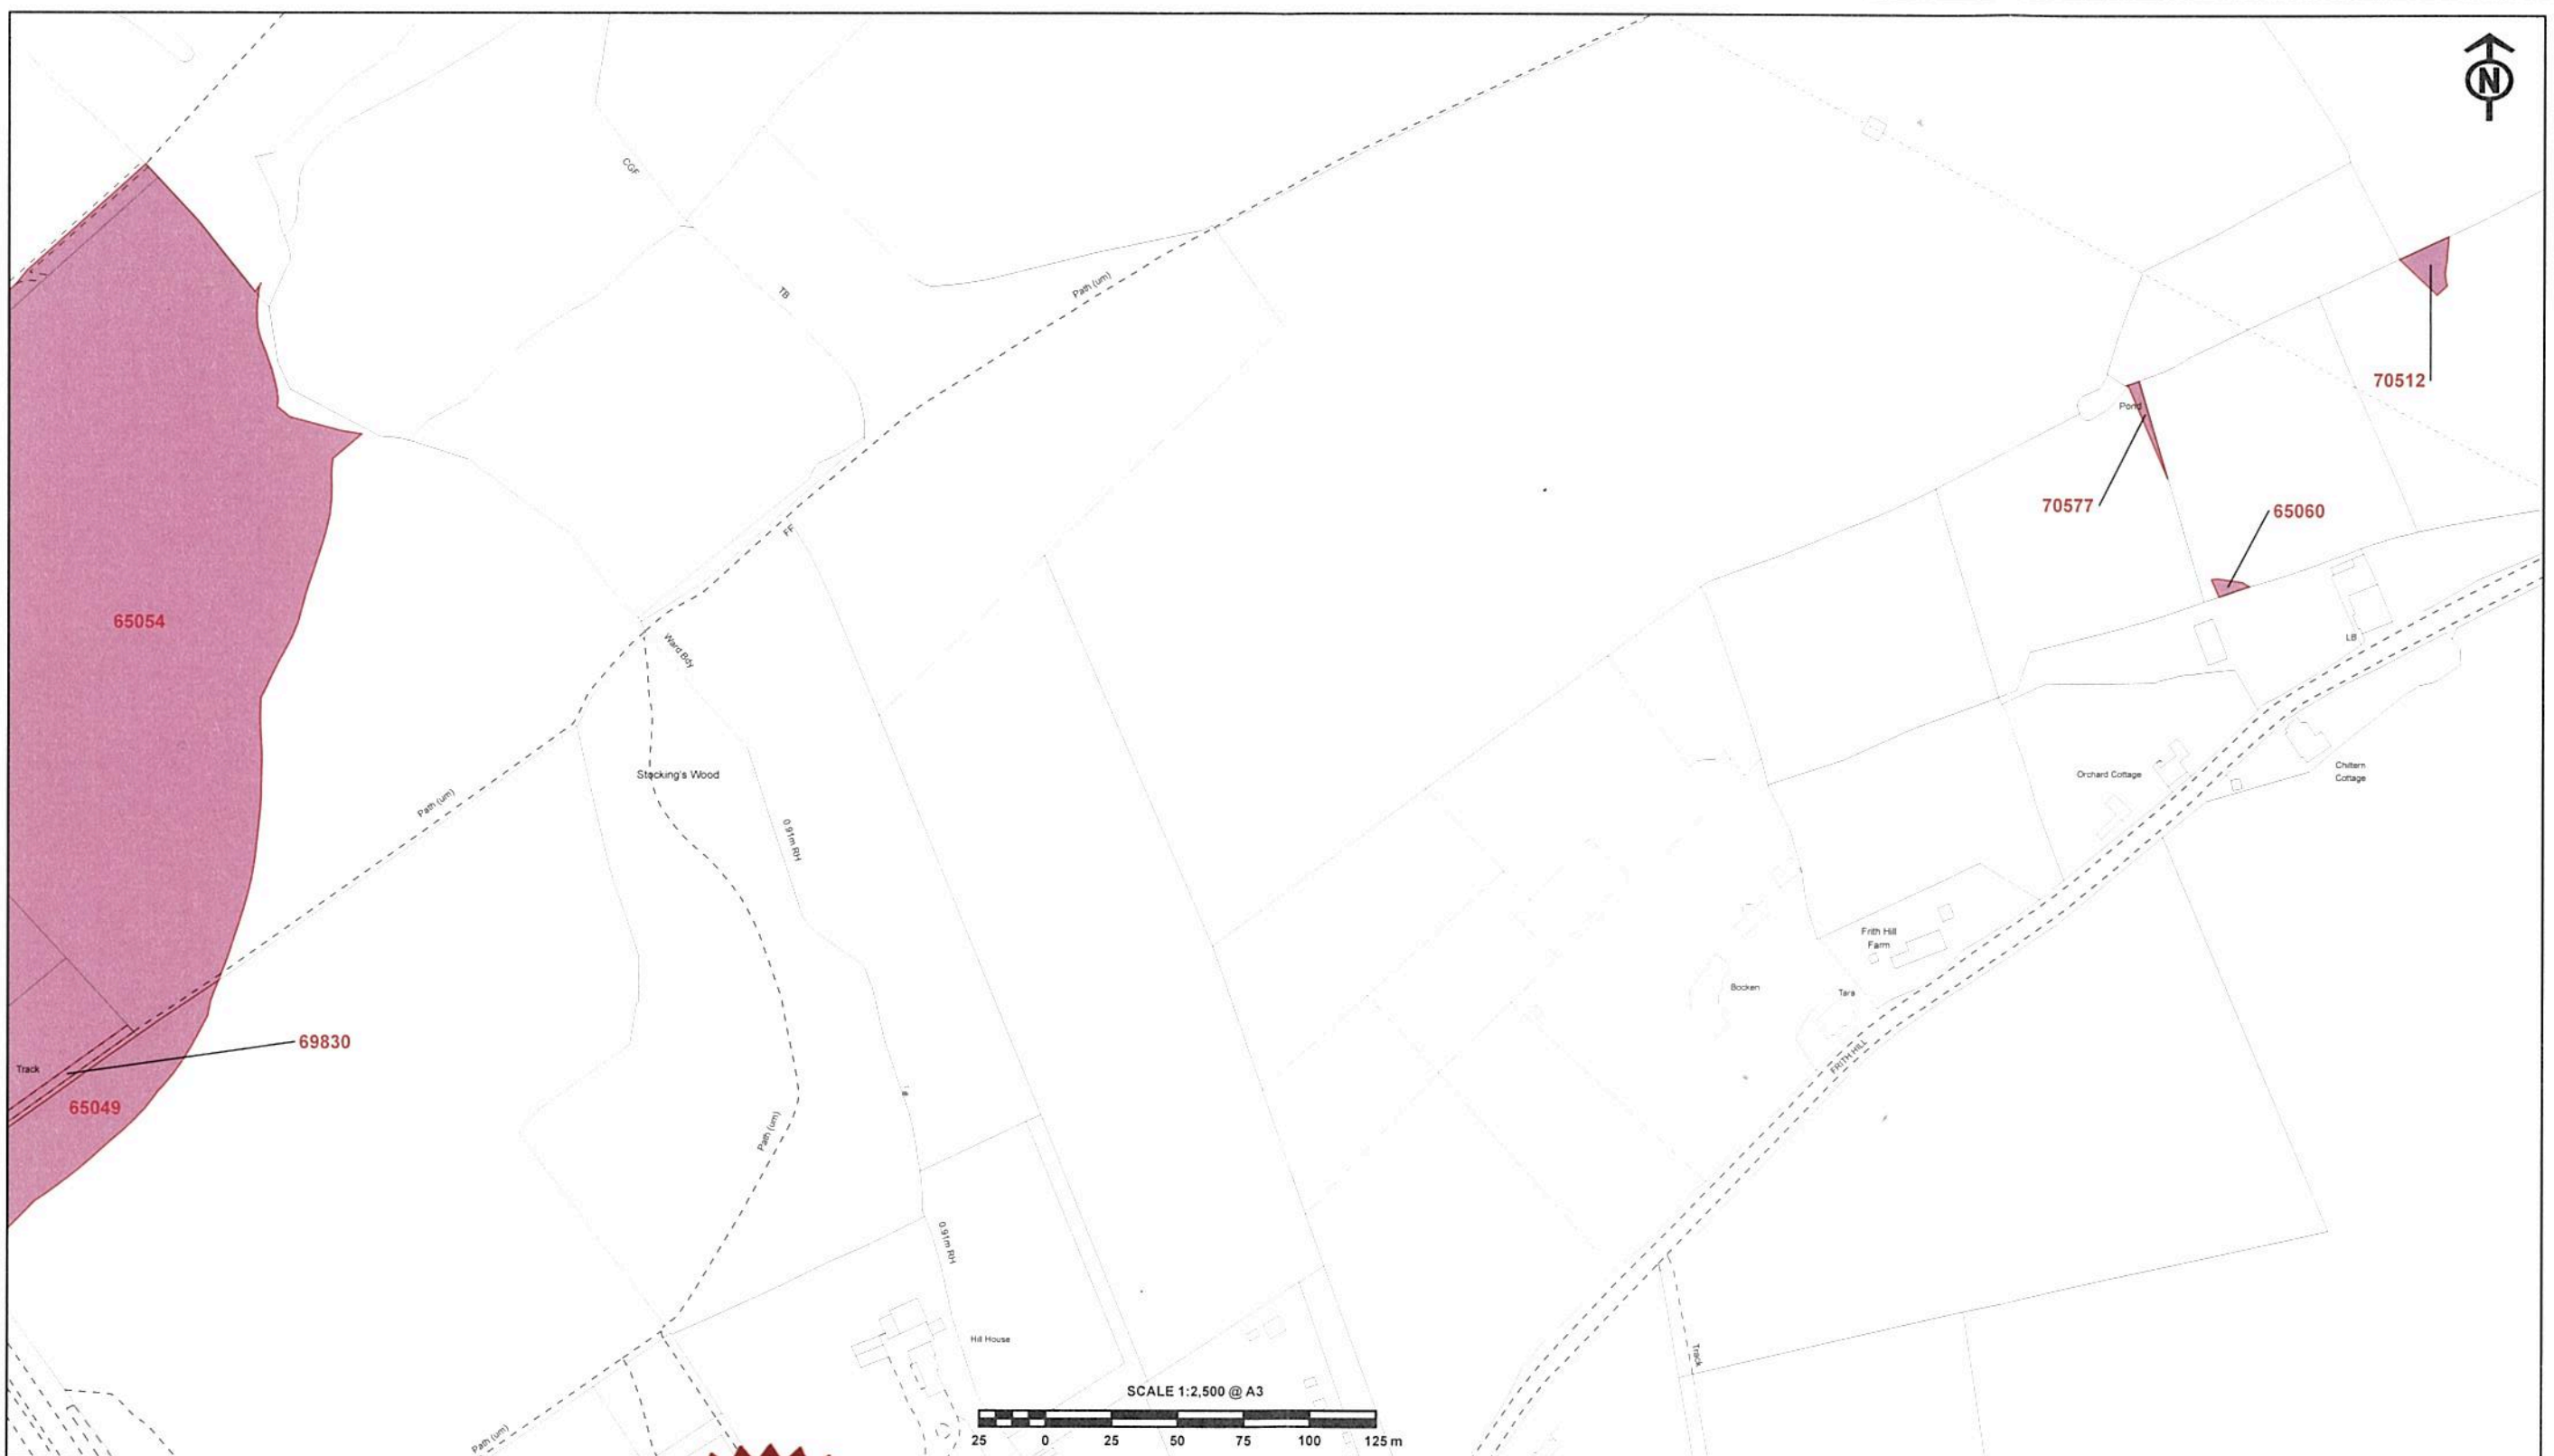 N
CGF
TB
Path (um)
70512
Pond
70577
65060
FF
65054
Ward Bdy
LB
Stocking's Wood
Orchard Cottage
Chiltern
Cottage
Path (um)
0.91m RH
Frith Hill
Farm
Bocken
Tara
69830
Track
FRITH HILL
65049
Path (um)
0.91m RH
Hill House
Track
SCALE 1:2,500 @ A3
25 0 25 50 75 100 125 m
Path (um)